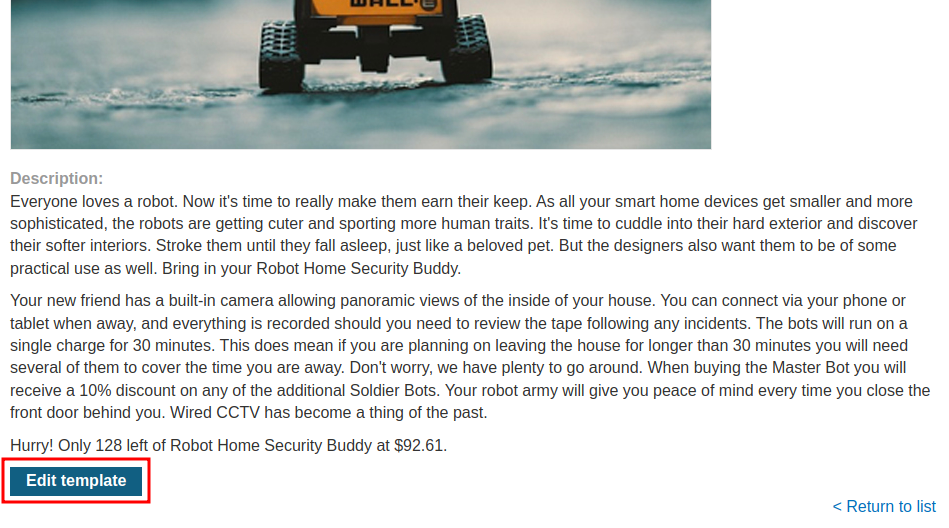 WALL·E
Description:
Everyone loves a robot. Now it's time to really make them earn their keep. As all your smart home devices get smaller and more
sophisticated, the robots are getting cuter and sporting more human traits. It's time to cuddle into their hard exterior and discover
their softer interiors. Stroke them until they fall asleep, just like a beloved pet. But the designers also want them to be of some
practical use as well. Bring in your Robot Home Security Buddy.
Your new friend has a built-in camera allowing panoramic views of the inside of your house. You can connect via your phone or
tablet when away, and everything is recorded should you need to review the tape following any incidents. The bots will run on a
single charge for 30 minutes. This does mean if you are planning on leaving the house for longer than 30 minutes you will need
several of them to cover the time you are away. Don't worry, we have plenty to go around. When buying the Master Bot you will
receive a 10% discount on any of the additional Soldier Bots. Your robot army will give you peace of mind every time you close the
front door behind you. Wired CCTV has become a thing of the past.
Hurry! Only 128 left of Robot Home Security Buddy at $92.61.
Edit template
< Return to list